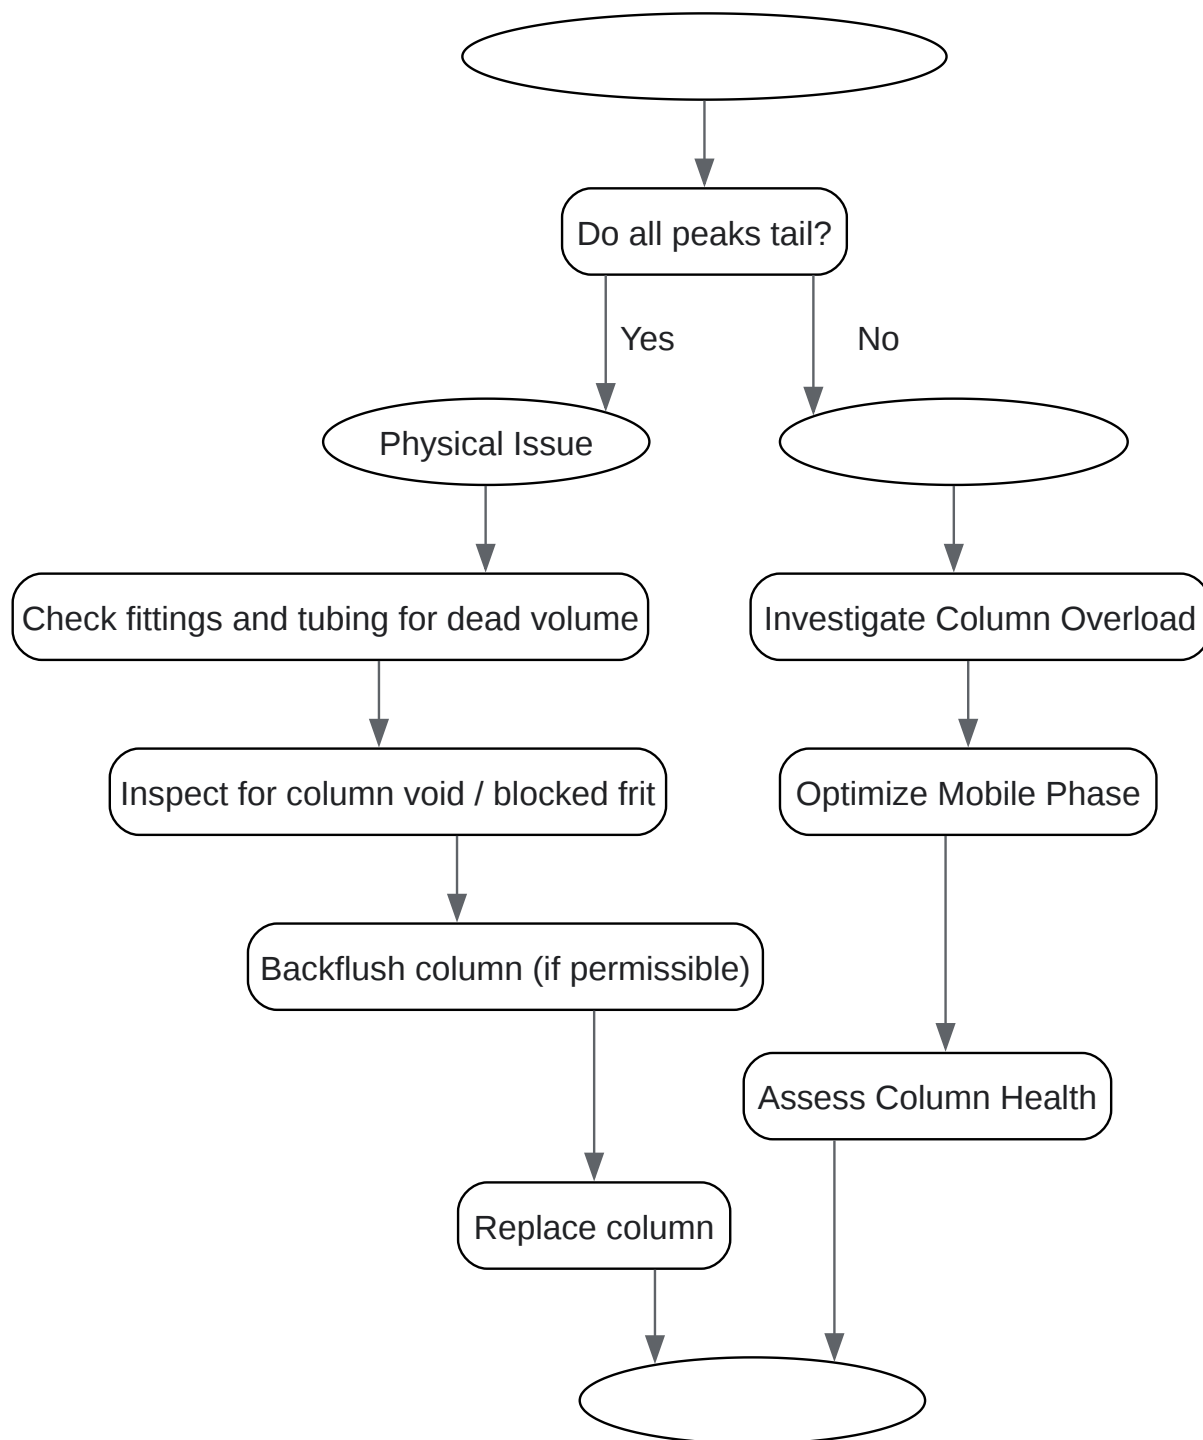 Do all peaks tail?
Yes
No
Physical Issue
Check fittings and tubing for dead volume
Investigate Column Overload
Inspect for column void / blocked frit
Optimize Mobile Phase
Backflush column (if permissible)
Assess Column Health
Replace column